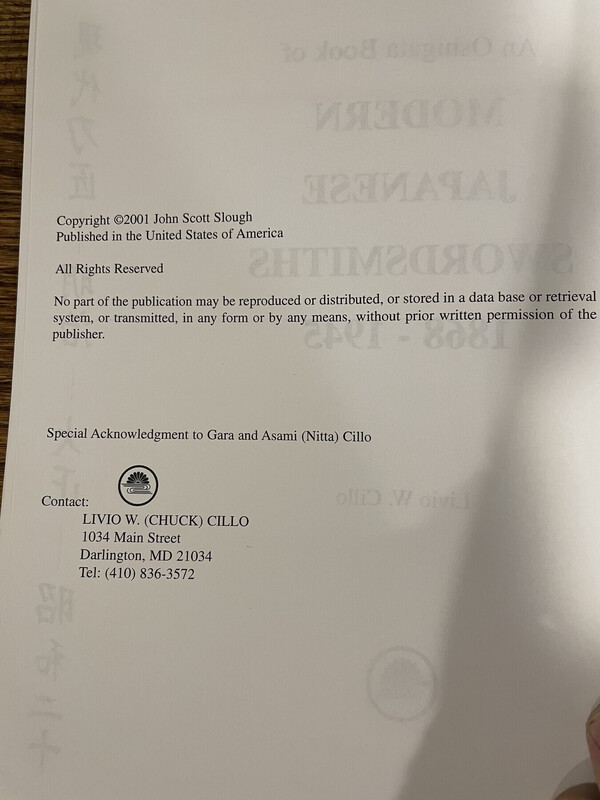 Copyright ©2001 John Scott Slough
Published in the United States of America
All Rights Reserved
No part of the publication may be reproduced or distributed, or stored in a data base or retrieval
system, or transmitted, in any form or by any means, without prior written permission of the
publisher.
Special Acknowledgment to Gara and Asami (Nitta) Cillo
Contact:
LIVIO W. (CHUCK) CILLO
1034 Main Street
Darlington, MD 21034
Tel: (410) 836-3572